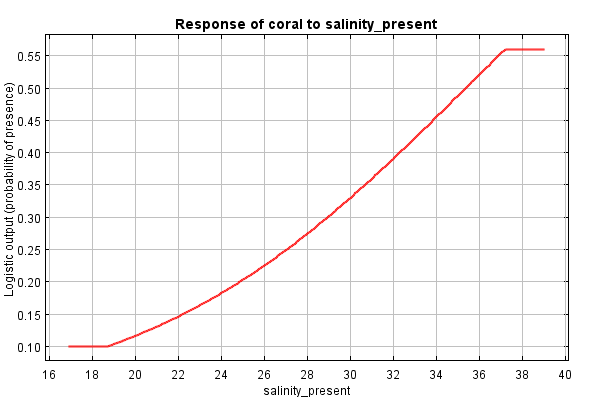 Response of coral to salinity_present
Logistic output (probability of presence)
0.55
0.50
0.45
0.40
0.35
0.30
0.25
0.20
0.15
0.10
16 18 20 22 24 26 28 30 32 34 36 38 40
salinity_present